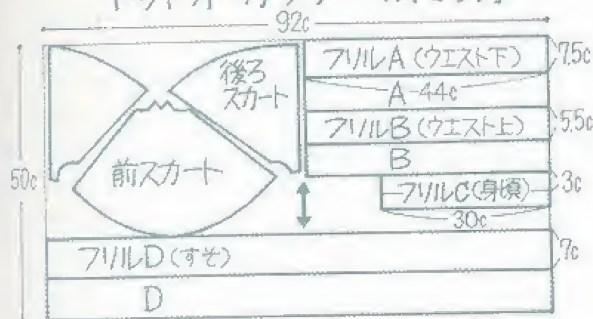 92c
後ろ
スカート
前スカート
50c
フリルA（ウエスト下）
7.5c
A-44c
フリルB（ウエスト上）
5.5c
B
フリルC（身頃）
3c
30c
フリルD（すそ）
7c
D